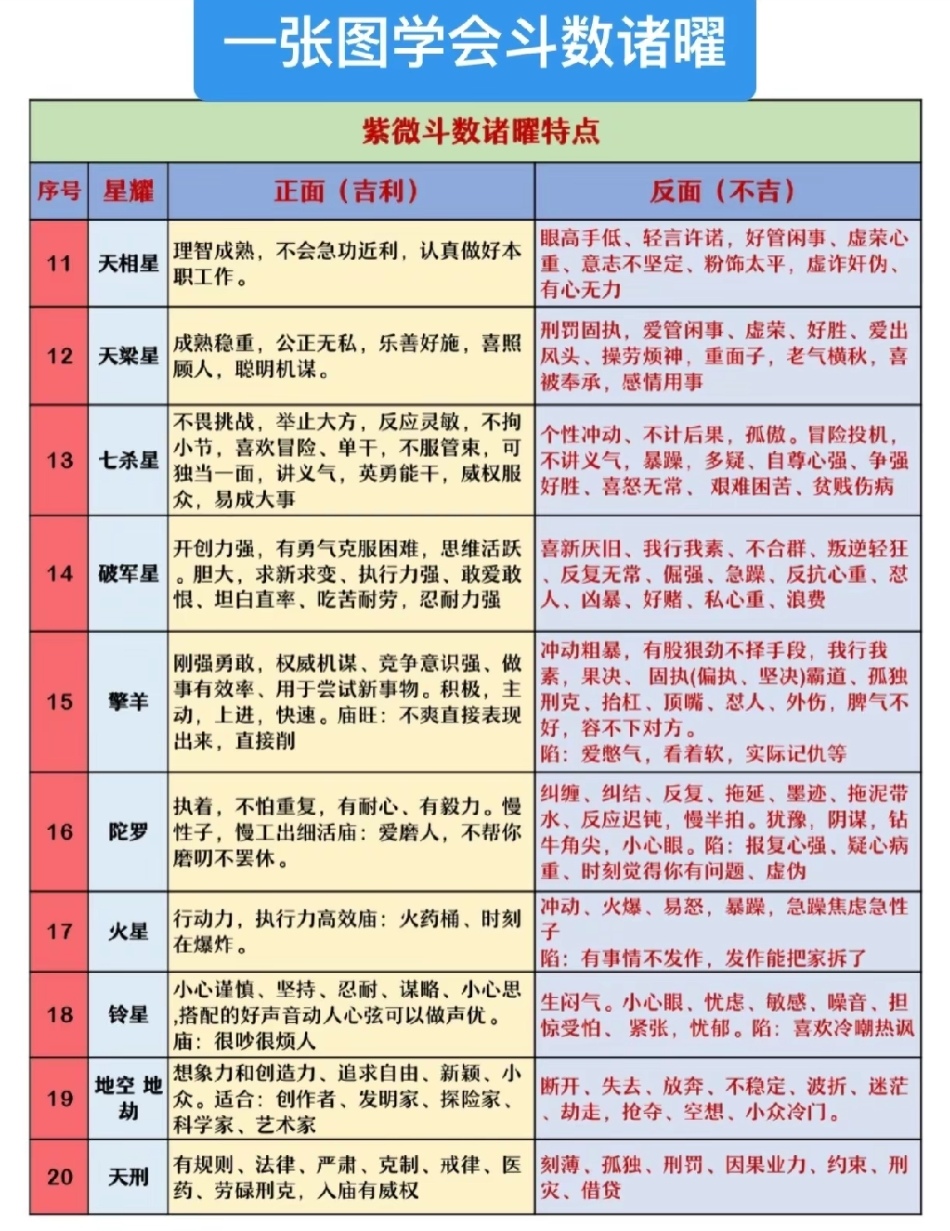 一张图学会斗数诸曜
紫微斗数诸曜特点
序号
星耀
正面（吉利）
反面（不吉）
11
天相星
理智成熟，不会急功近利，认真做好本
职工作。
眼高手低、轻言许诺，好管闲事、虚荣心
重、意志不坚定、粉饰太平，虚诈奸伪、
有心无力
12
天梁星
成熟稳重，公正无私，乐善好施，喜照
顾人，聪明机谋。
刑罚固执，爱管闲事、虚荣、好胜、爱出
风头、操劳烦神，重面子，老气横秋，喜
被奉承，感情用事
13
七杀星
不畏挑战，举止大方，反应灵敏，不拘
小节，喜欢冒险、单干，不服管束，可
独当一面，讲义气，英勇能干，威权服
众，易成大事
个性冲动、不计后果，孤傲。冒险投机，
不讲义气，暴躁，多疑、自尊心强、争强
好胜、喜怒无常、 艰难困苦、贫贱伤病
14
破军星
开创力强，有勇气克服困难，思维活跃
。胆大，求新求变、执行力强、敢爱敢
恨、坦白直率、吃苦耐劳，忍耐力强
喜新厌旧、我行我素、不合群、叛逆轻狂
、反复无常、倔强、急躁、反抗心重、怼
人、凶暴、好赌、私心重、浪费
15
擎羊
刚强勇敢，权威机谋、竞争意识强、做
事有效率、用于尝试新事物。积极，主
动，上进，快速。庙旺：不爽直接表现
出来，直接削
冲动粗暴，有股狠劲不择手段，我行我
素，果决、 固执(偏执、坚决)霸道、孤独
刑克、抬杠、顶嘴、怼人、外伤，脾气不
好，容不下对方。
陷：爱憋气，看着软，实际记仇等
16
陀罗
执着，不怕重复，有耐心、有毅力。慢
性子，慢工出细活庙：爱磨人，不帮你
磨叨不罢休。
纠缠、纠结、反复、拖延、墨迹、拖泥带
水、反应迟钝，慢半拍。犹豫，阴谋，钻
牛角尖，小心眼。陷：报复心强、疑心病
重、时刻觉得你有问题、虚伪
17
火星
行动力，执行力高效庙：火药桶、时刻
在爆炸。
冲动、火爆、易怒，暴躁，急躁焦虑急性
子
陷：有事情不发作，发作能把家拆了
18
铃星
小心谨慎、坚持、忍耐、谋略、小心思
,搭配的好声音动人心弦可以做声优。
庙：很吵很烦人
生闷气。小心眼、忧虑、敏感、噪音、担
惊受怕、 紧张，忧郁。陷：喜欢冷嘲热讽
19
地空 地
劫
想象力和创造力、追求自由、新颖、小
众。适合：创作者、发明家、探险家、
科学家、艺术家
断开、失去、放奔、不稳定、波折、迷茫
、劫走，抢夺、空想、小众冷门。
20
天刑
有规则、法律、严肃、克制、戒律、医
药、劳碌刑克，入庙有威权
刻薄、孤独、刑罚、因果业力、约束、刑
灾、借贷